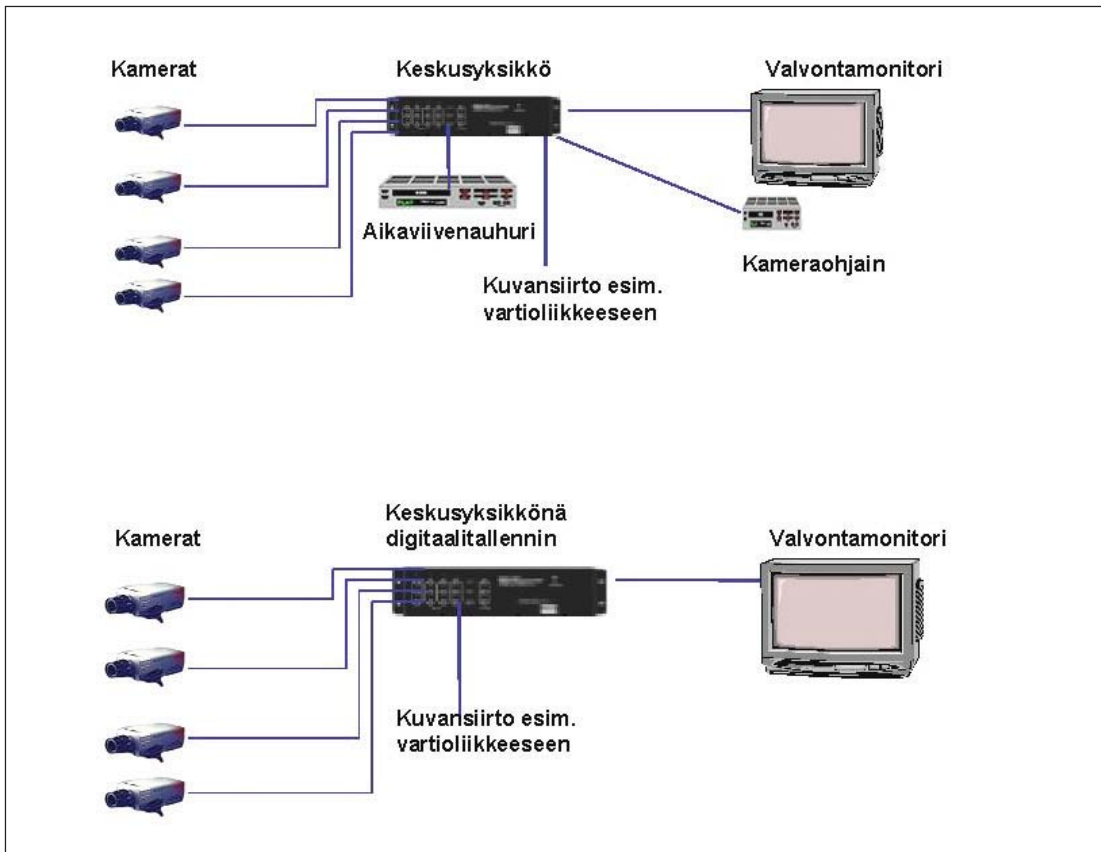 Kamerat
Keskusyksikkö
Valvontamonitori
Aikaviivenauhuri
Kameraohjain
Kuvansiirto esim.
vartioliikkeeseen
Kamerat
Keskusyksikkönä
digitaalitallennin
Valvontamonitori
Kuvansiirto esim.
vartioliikkeeseen